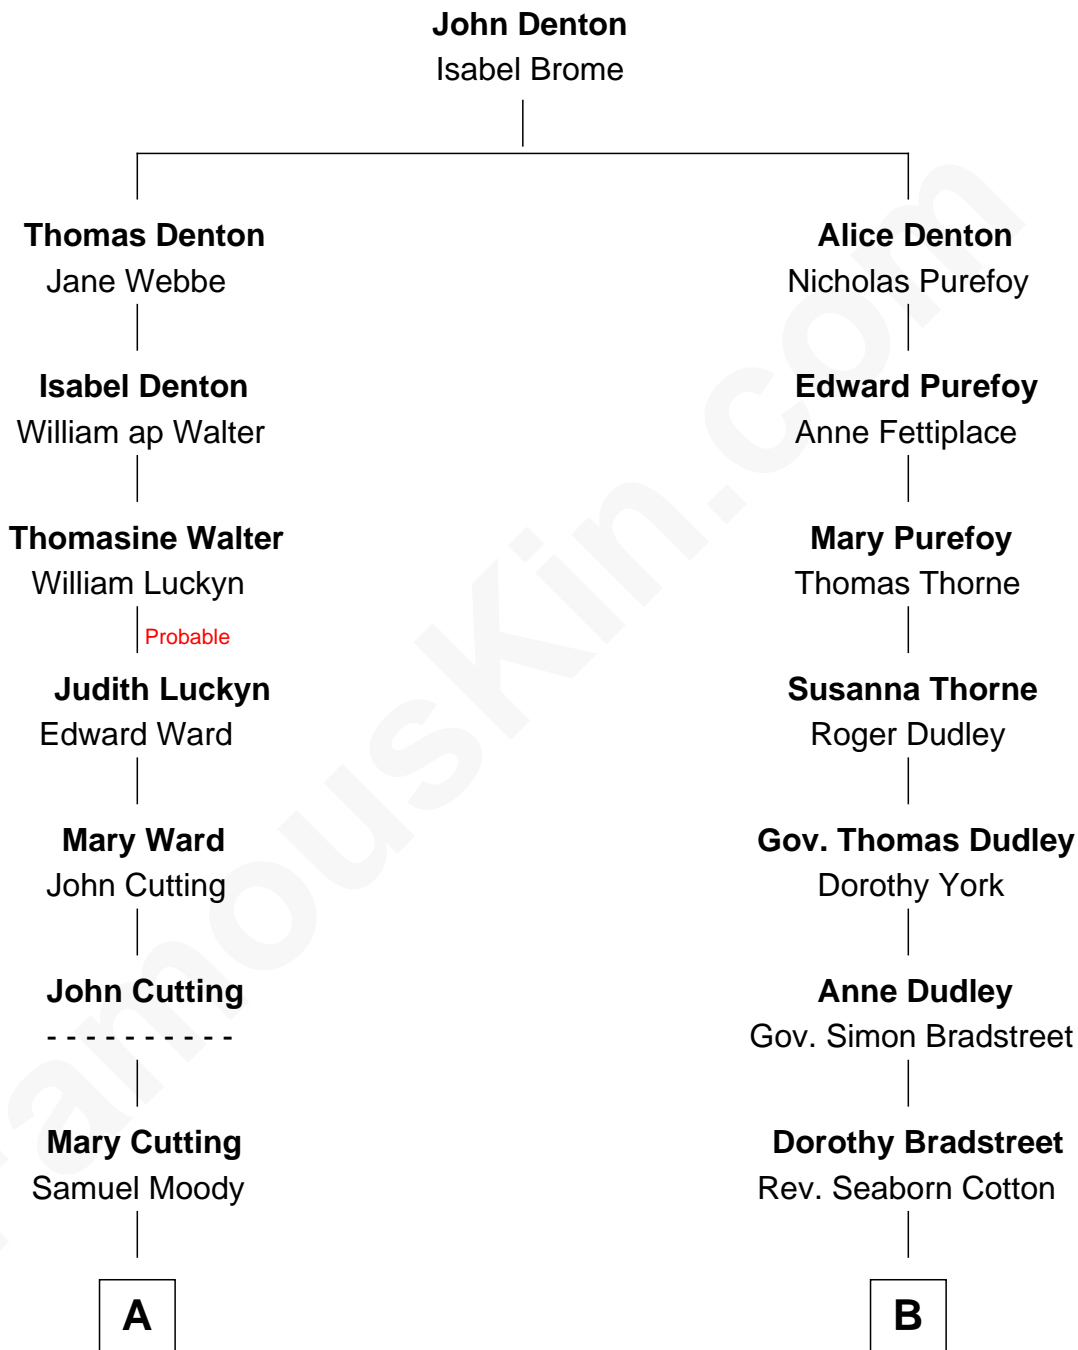 John Denton
Isabel Brome
Thomas Denton
Jane Webbe
Alice Denton
Nicholas Purefoy
Isabel Denton
William ap Walter
Edward Purefoy
Anne Fettiplace
Thomasine Walter
William Luckyn
Mary Purefoy
Thomas Thorne
Probable
Judith Luckyn
Edward Ward
Susanna Thorne
Roger Dudley
Mary Ward
John Cutting
Gov. Thomas Dudley
Dorothy York
John Cutting
- - - - - - - - - -
Anne Dudley
Gov. Simon Bradstreet
Mary Cutting
Samuel Moody
Dorothy Bradstreet
Rev. Seaborn Cotton
A
B
FamousKin.com